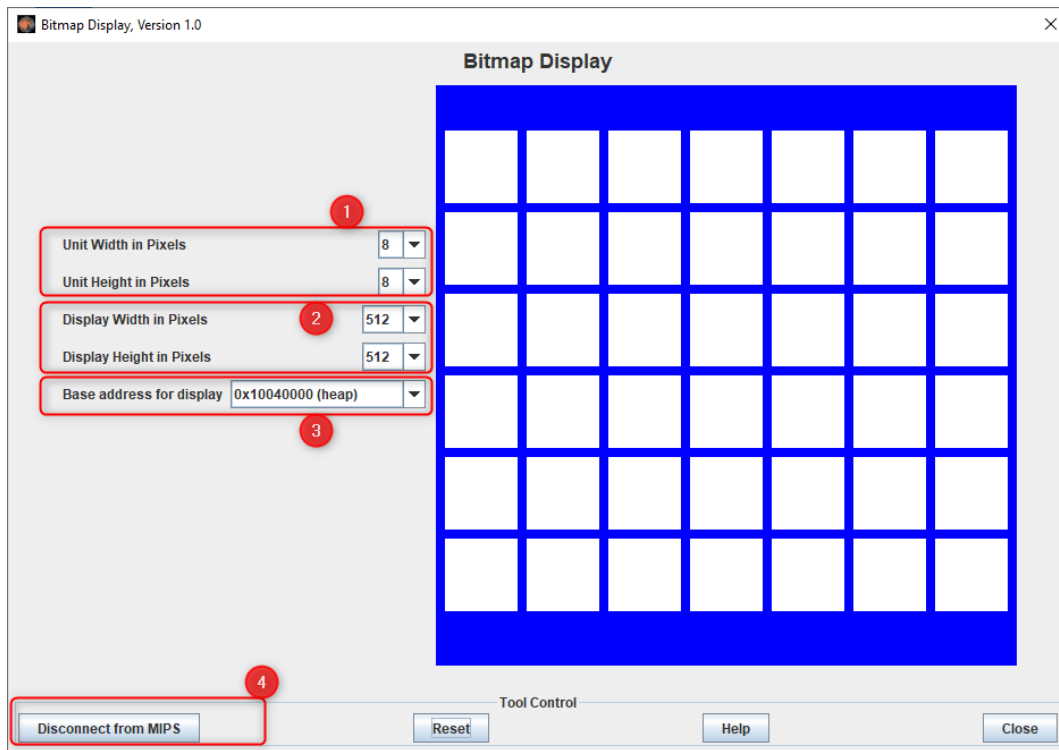 Bitmap Display, Version 1.0
Bitmap Display
1
Unit Width in Pixels 8
Unit Height in Pixels 8
Display Width in Pixels 2 512
Display Height in Pixels 512
Base address for display 0x10040000 (heap)
3
4
Tool Control
Disconnect from MIPS Reset Help Close